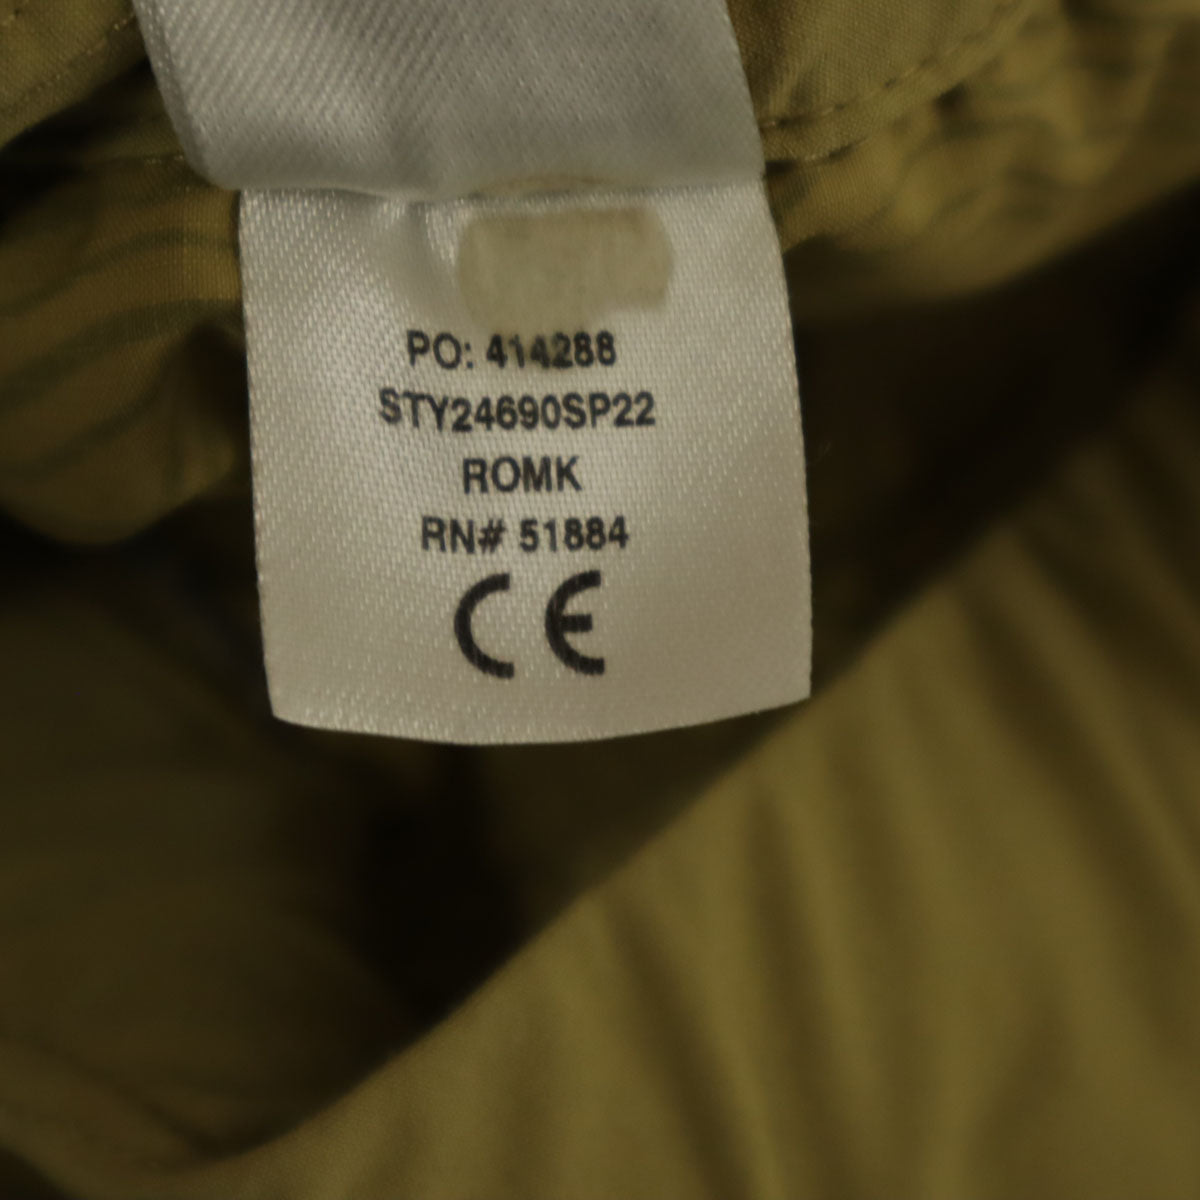 PO: 414288
STY24690SP22
ROMK
RN# 51884
CE